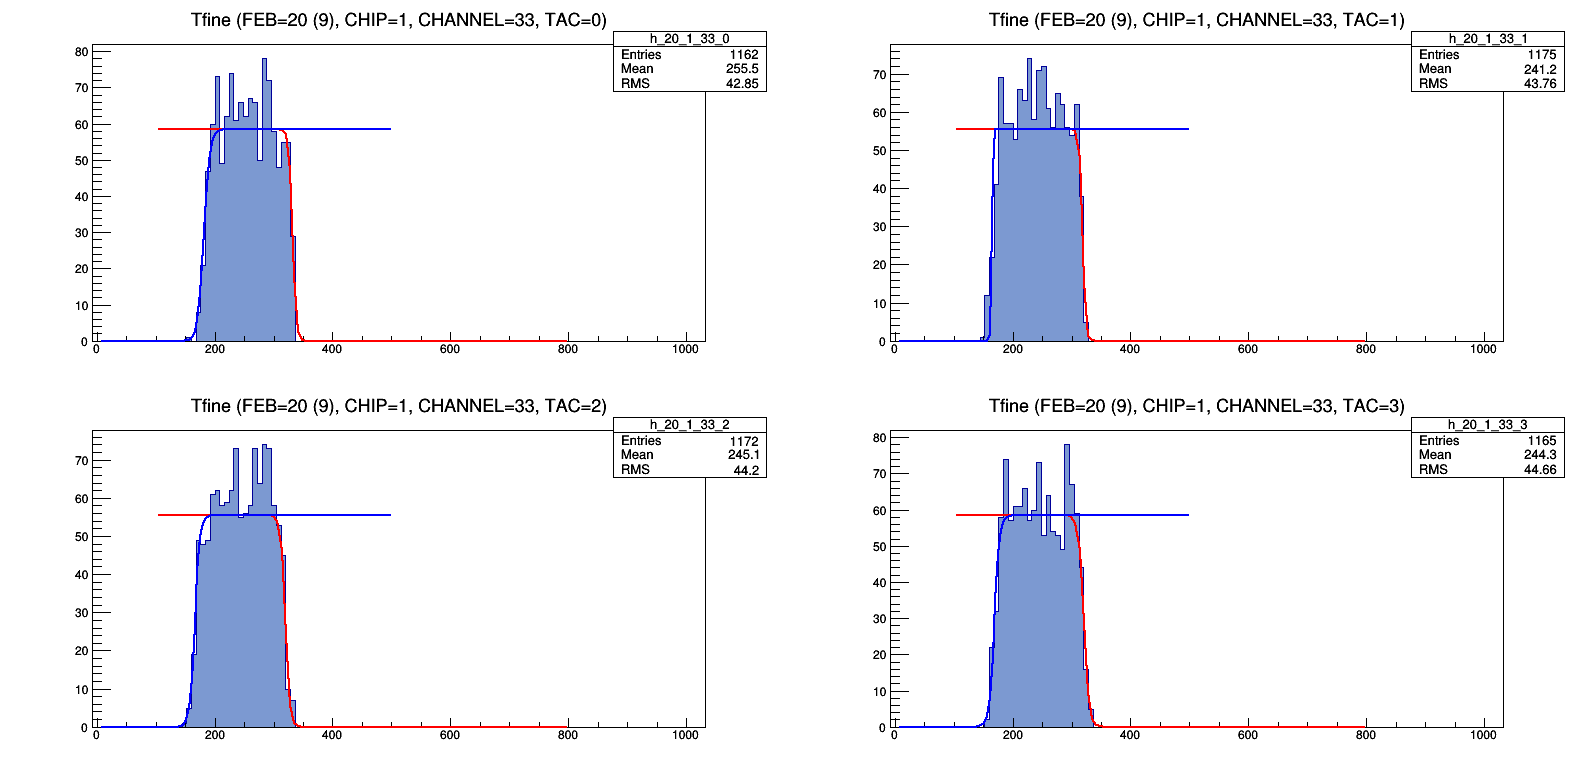 Tfine (FEB=20 (9), CHIP=1, CHANNEL=33, TAC=0)
h_20_1_33_0
Entries 1162
Mean 255.5
RMS 42.85
80
70
60
50
40
30
20
10
0
0 200 400 600 800 1000
Tfine (FEB=20 (9), CHIP=1, CHANNEL=33, TAC=1)
h_20_1_33_1
Entries 1175
Mean 241.2
RMS 43.76
70
60
50
40
30
20
10
0
0 200 400 600 800 1000
Tfine (FEB=20 (9), CHIP=1, CHANNEL=33, TAC=2)
h_20_1_33_2
Entries 1172
Mean 245.1
RMS 44.2
70
60
50
40
30
20
10
0
0 200 400 600 800 1000
Tfine (FEB=20 (9), CHIP=1, CHANNEL=33, TAC=3)
h_20_1_33_3
Entries 1165
Mean 244.3
RMS 44.66
80
70
60
50
40
30
20
10
0
0 200 400 600 800 1000